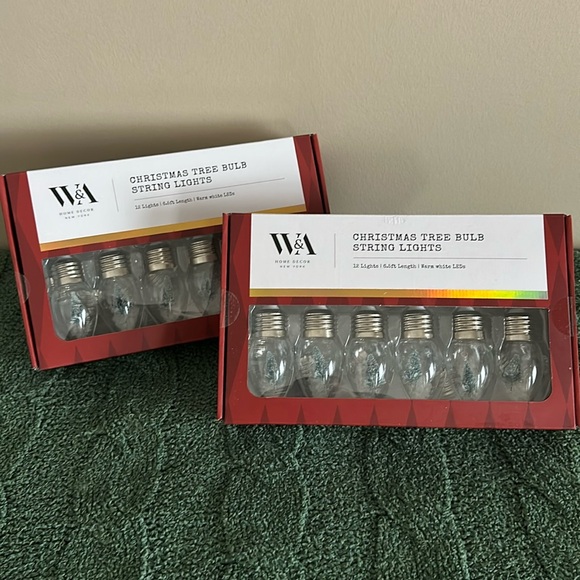 W&A
HOME DECOR
NEW YORK
CHRISTMAS TREE BULB
STRING LIGHTS
12 Lights | 6.6ft Length | Warm white LEDs
W&A
HOME DECOR
NEW YORK
CHRISTMAS TREE BULB
STRING LIGHTS
12 Lights | 6.6ft Length | Warm white LEDs